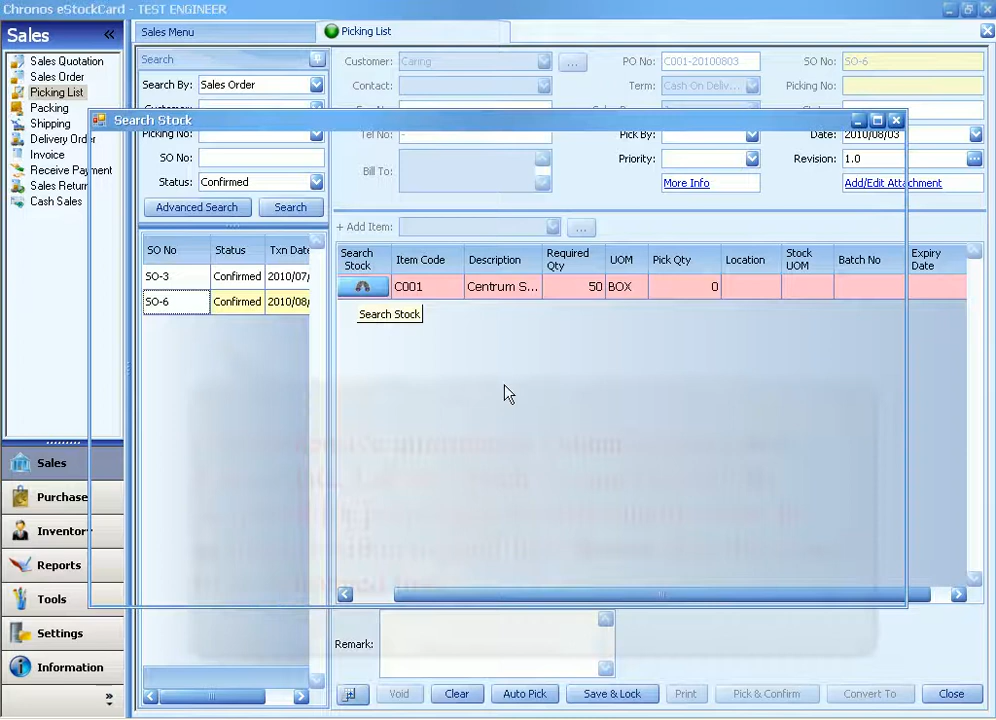 Chronos eStockCard - TEST ENGINEER
Sales «
Sales Menu
Picking List
Sales Quotation
Sales Order
Picking List
Packing
Shipping
Delivery Order
Invoice
Receive Payment
Sales Return
Cash Sales
Search
Search By: Sales Order
Search Stock
Picking No:
SO No:
Status: Confirmed
Advanced Search Search
Customer: Caring ... PO No: C001-20100803 SO No: SO-6
Contact: Term: Cash On Deliv... Picking No:
Tel No: - Pick By: Date: 2010/08/03
Bill To: Priority: Revision: 1.0 ...
More Info Add/Edit Attachment
+ Add Item: ...
SO No Status Txn Date
SO-3 Confirmed 2010/07/
SO-6 Confirmed 2010/08/
Search Stock Item Code Description Required Qty UOM Pick Qty Location Stock UOM Batch No Expiry Date
C001 Centrum S... 50 BOX 0
Search Stock
Sales
Purchase
Inventory
Reports
Tools
Settings
Information
»
Remark:
Void Clear Auto Pick Save & Lock Print Pick & Confirm Convert To Close